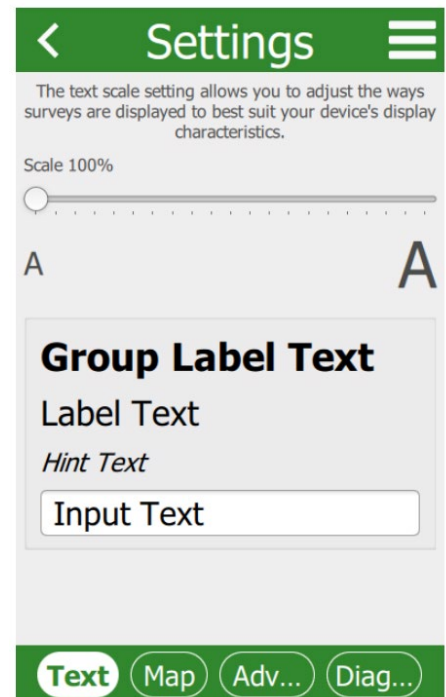 Settings
The text scale setting allows you to adjust the ways
surveys are displayed to best suit your device's display
characteristics.
Scale 100%
A A
Group Label Text
Label Text
Hint Text
Input Text
Text Map Adv... Diag...